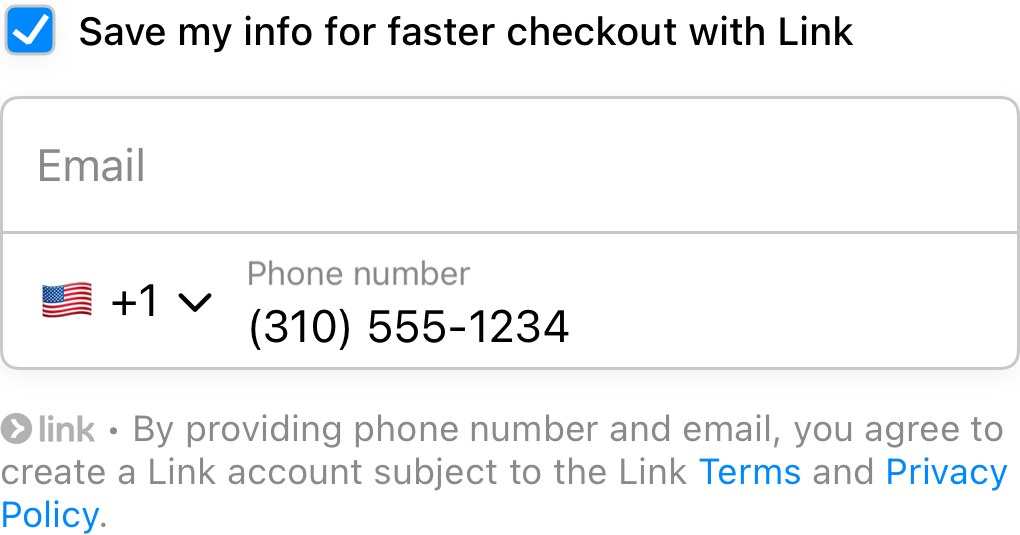 Save my info for faster checkout with Link
Email
Phone number
+1 (310) 555-1234
link • By providing phone number and email, you agree to
create a Link account subject to the Link Terms and Privacy
Policy.